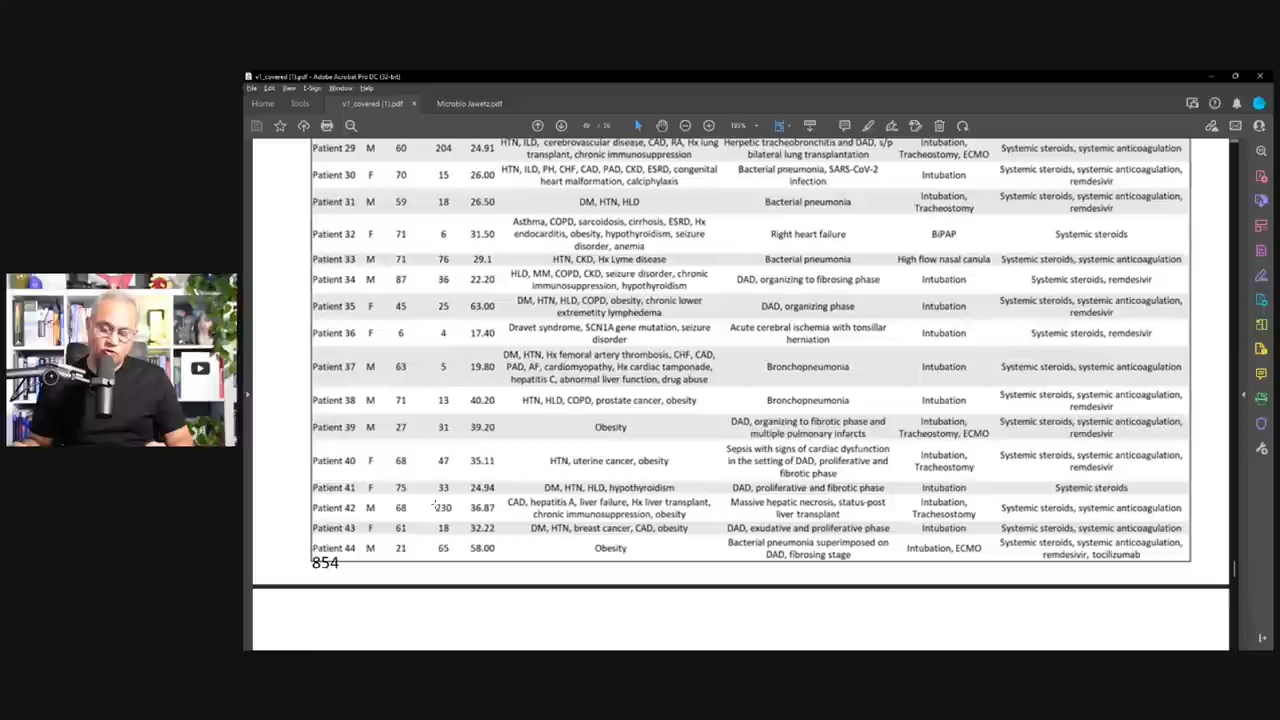 v1_covered (1).pdf - Adobe Acrobat Pro DC (32-bit)
File Edit View E-Sign Window Help
Home Tools v1_covered (1).pdf × Microbio Jawetz.pdf
49 / 56 195%
Patient 29 M 60 204 24.91 HTN, ILD, cerebrovascular disease, CAD, RA, Hx lung transplant, chronic immunosuppression Herpetic tracheobronchitis and DAD, s/p bilateral lung transplantation Intubation, Tracheostomy, ECMO Systemic steroids, systemic anticoagulation
Patient 30 F 70 15 26.00 HTN, ILD, PH, CHF, CAD, PAD, CKD, ESRD, congenital heart malformation, calciphylaxis Bacterial pneumonia, SARS-CoV-2 infection Intubation Systemic steroids, systemic anticoagulation, remdesivir
Patient 31 M 59 18 26.50 DM, HTN, HLD Bacterial pneumonia Intubation, Tracheostomy Systemic steroids, systemic anticoagulation, remdesivir
Patient 32 F 71 6 31.50 Asthma, COPD, sarcoidosis, cirrhosis, ESRD, Hx endocarditis, obesity, hypothyroidism, seizure disorder, anemia Right heart failure BiPAP Systemic steroids
Patient 33 M 71 76 29.1 HTN, CKD, Hx Lyme disease Bacterial pneumonia High flow nasal canula Systemic steroids, systemic anticoagulation
Patient 34 M 87 36 22.20 HLD, MM, COPD, CKD, seizure disorder, chronic immunosuppression, hypothyroidism DAD, organizing to fibrosing phase Intubation Systemic steroids, remdesivir
Patient 35 F 45 25 63.00 DM, HTN, HLD, COPD, obesity, chronic lower extremetity lymphedema DAD, organizing phase Intubation Systemic steroids, systemic anticoagulation, remdesivir
Patient 36 F 6 4 17.40 Dravet syndrome, SCN1A gene mutation, seizure disorder Acute cerebral ischemia with tonsillar herniation Intubation Systemic steroids, remdesivir
Patient 37 M 63 5 19.80 DM, HTN, Hx femoral artery thrombosis, CHF, CAD, PAD, AF, cardiomyopathy, Hx cardiac tamponade, hepatitis C, abnormal liver function, drug abuse Bronchopneumonia Intubation Systemic steroids, systemic anticoagulation
Patient 38 M 71 13 40.20 HTN, HLD, COPD, prostate cancer, obesity Bronchopneumonia Intubation Systemic steroids, systemic anticoagulation, remdesivir
Patient 39 M 27 31 39.20 Obesity DAD, organizing to fibrotic phase and multiple pulmonary infarcts Intubation, Tracheostomy, ECMO Systemic steroids, systemic anticoagulation, remdesivir
Patient 40 F 68 47 35.11 HTN, uterine cancer, obesity Sepsis with signs of cardiac dysfunction in the setting of DAD, proliferative and fibrotic phase Intubation, Tracheostomy Systemic steroids, systemic anticoagulation, remdesivir
Patient 41 F 75 33 24.94 DM, HTN, HLD, hypothyroidism DAD, proliferative and fibrotic phase Intubation Systemic steroids
Patient 42 M 68 230 36.87 CAD, hepatitis A, liver failure, Hx liver transplant, chronic immunosuppression, obesity Massive hepatic necrosis, status-post liver transplant Intubation, Trachesostomy Systemic steroids, systemic anticoagulation
Patient 43 F 61 18 32.22 DM, HTN, breast cancer, CAD, obesity DAD, exudative and proliferative phase Intubation Systemic steroids, systemic anticoagulation
Patient 44 M 21 65 58.00 Obesity Bacterial pneumonia superimposed on DAD, fibrosing stage Intubation, ECMO Systemic steroids, systemic anticoagulation, remdesivir, tocilizumab
854